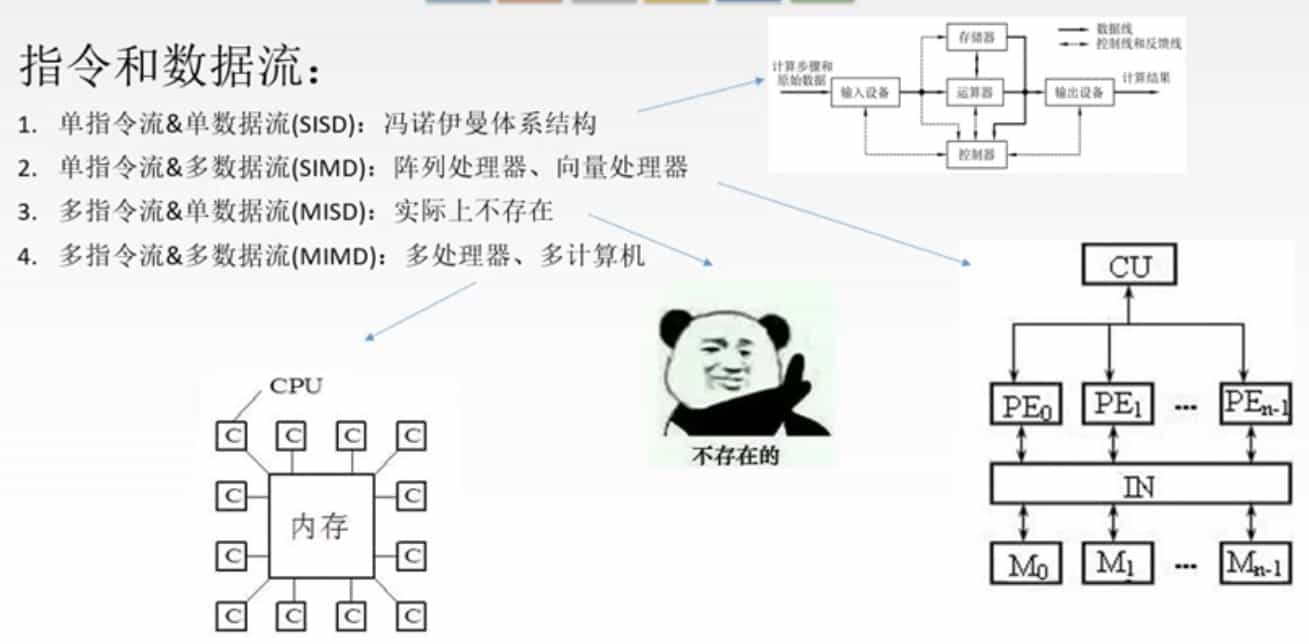 指令和数据流：
1. 单指令流&单数据流(SISD)：冯诺伊曼体系结构
2. 单指令流&多数据流(SIMD)：阵列处理器、向量处理器
3. 多指令流&单数据流(MISD)：实际上不存在
4. 多指令流&多数据流(MIMD)：多处理器、多计算机
数据线
控制线和反馈线
存储器
计算步骤和
原始数据
计算结果
输入设备 运算器 输出设备
控制器
CU
PE0 PE1 ... PEn-1
IN
M0 M1 ... Mn-1
不存在的
CPU
C C C C
C C
内存
C C
C C C C